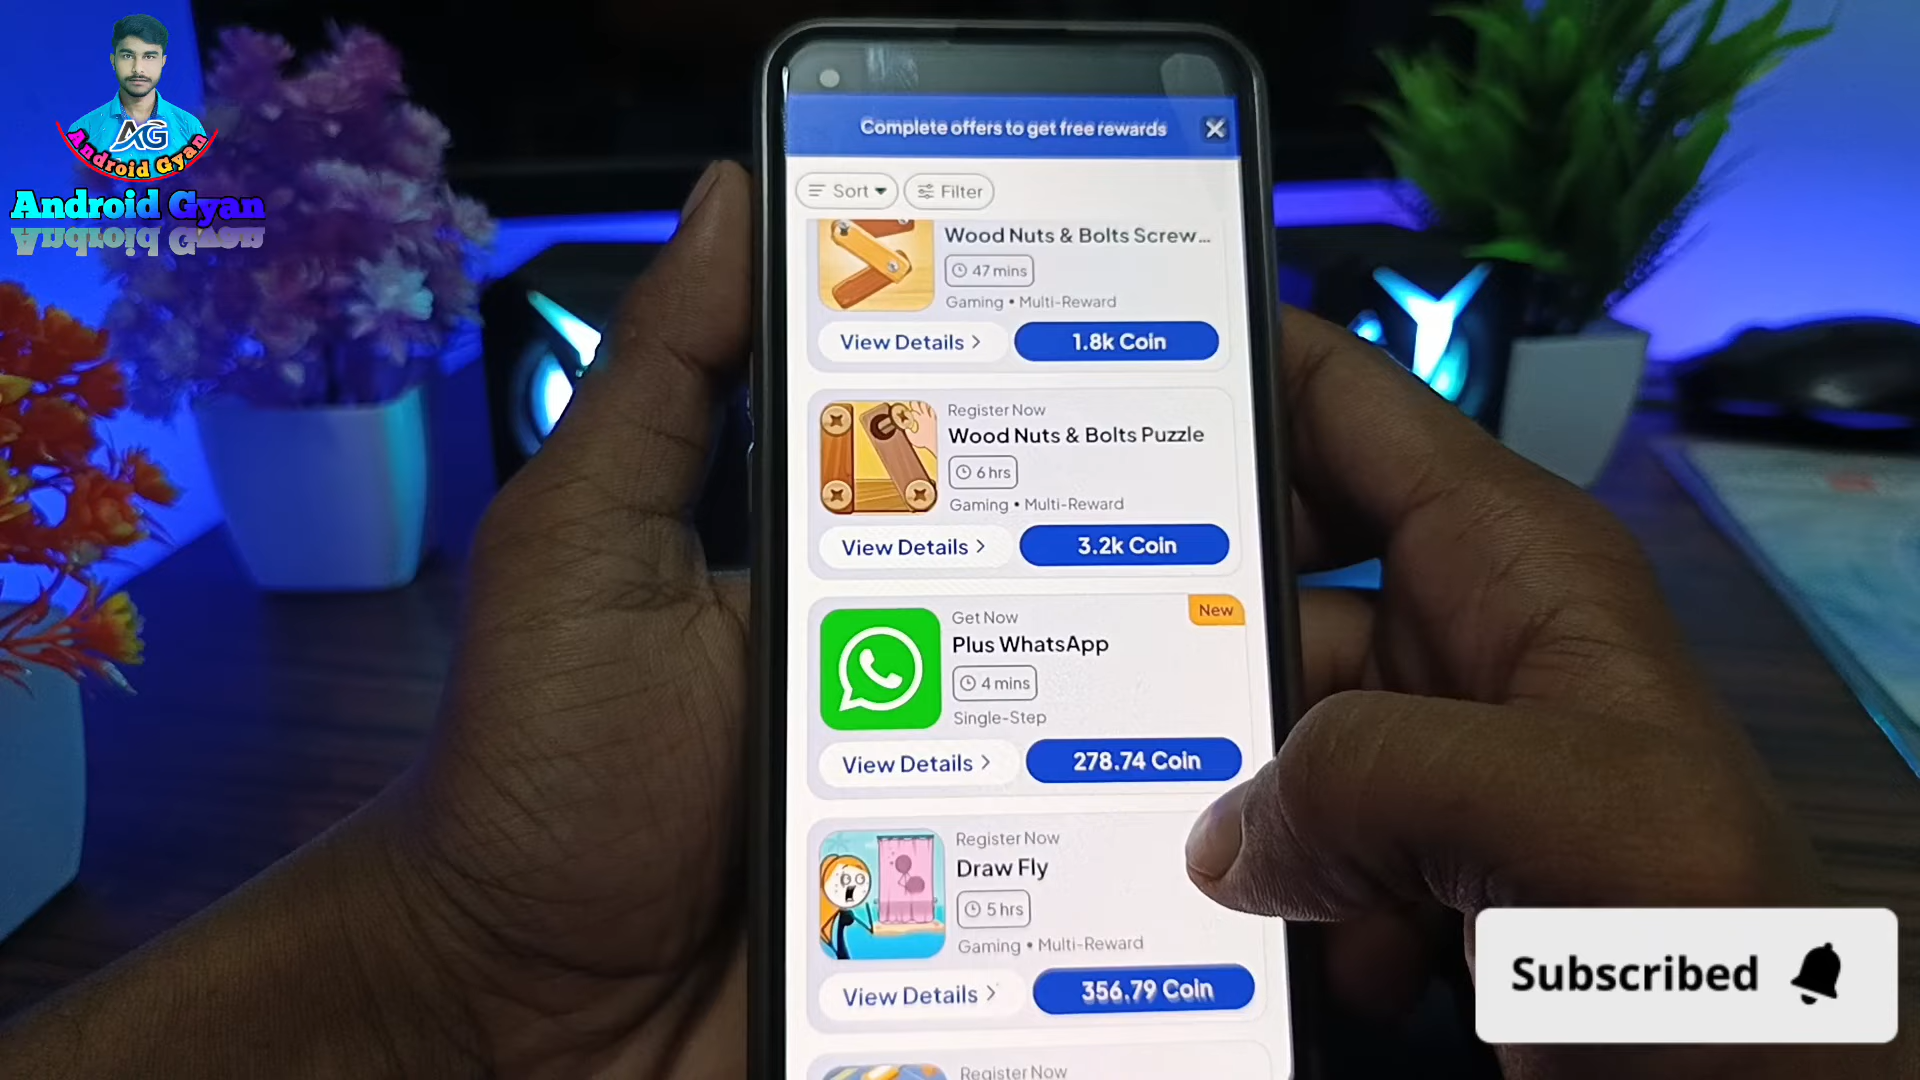 AG
Android Gyan
Android Gyan
Complete offers to get free rewards
Sort
Filter
Wood Nuts & Bolts Screw...
47 mins
Gaming • Multi-Reward
View Details >
1.8k Coin
Register Now
Wood Nuts & Bolts Puzzle
6 hrs
Gaming • Multi-Reward
View Details >
3.2k Coin
New
Get Now
Plus WhatsApp
4 mins
Single-Step
View Details >
278.74 Coin
Register Now
Draw Fly
5 hrs
Gaming • Multi-Reward
View Details >
356.79 Coin
Register Now
Subscribed